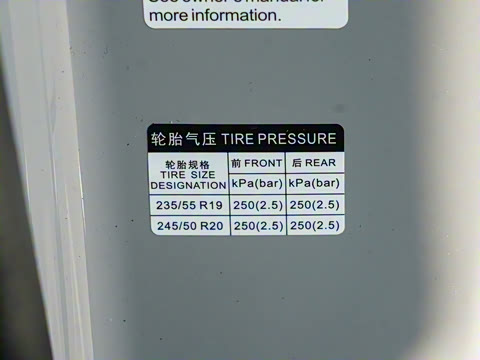 more information.
轮胎气压 TIRE PRESSURE
轮胎规格 前 FRONT 后 REAR
TIRE SIZE
DESIGNATION kPa(bar) kPa(bar)
235/55 R19 250(2.5) 250(2.5)
245/50 R20 250(2.5) 250(2.5)